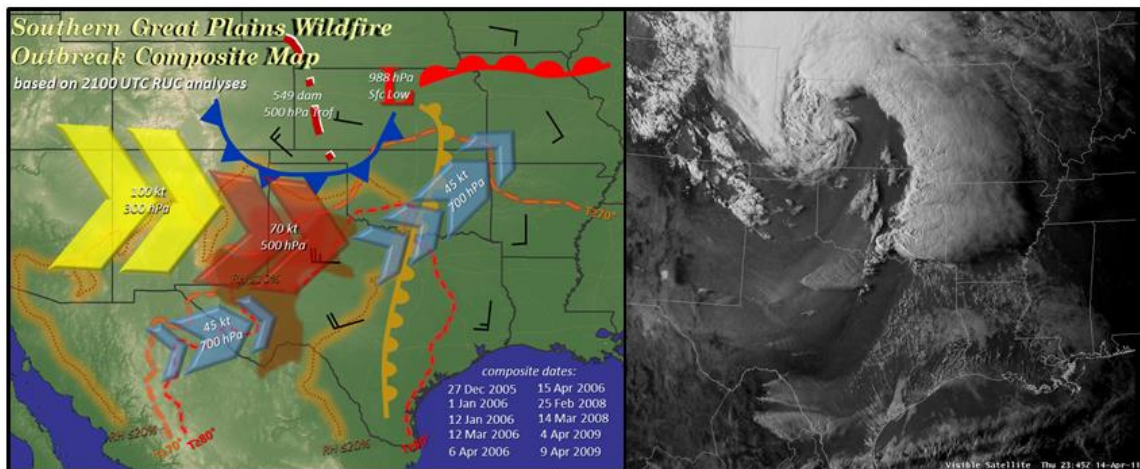 Southern Great Plains Wildfire
Outbreak Composite Map
based on 2100 UTC RUC analyses
549 dam
500 hPa Trof
988 hPa
Sfc Low
L
100 kt
300 hPa
45 kt
700 hPa
70 kt
500 hPa
T≥70°
45 kt
700 hPa
RH ≤20%
T≥70°
T≥80°
RH ≤20%
composite dates:
27 Dec 2005 15 Apr 2006
1 Jan 2006 25 Feb 2008
12 Jan 2006 14 Mar 2008
12 Mar 2006 4 Apr 2009
6 Apr 2006 9 Apr 2009
Visible Satellite Thu 23:45Z 14-Apr-11